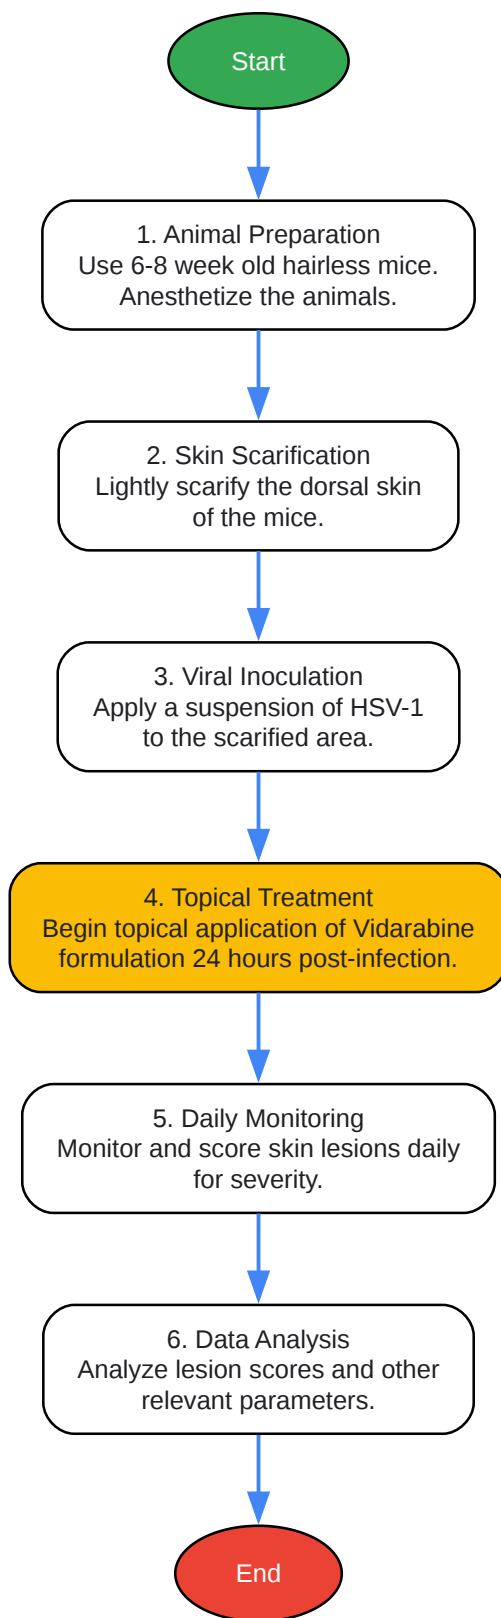 Start
1. Animal Preparation
Use 6-8 week old hairless mice.
Anesthetize the animals.
2. Skin Scarification
Lightly scarify the dorsal skin
of the mice.
3. Viral Inoculation
Apply a suspension of HSV-1
to the scarified area.
4. Topical Treatment
Begin topical application of Vidarabine
formulation 24 hours post-infection.
5. Daily Monitoring
Monitor and score skin lesions daily
for severity.
6. Data Analysis
Analyze lesion scores and other
relevant parameters.
End